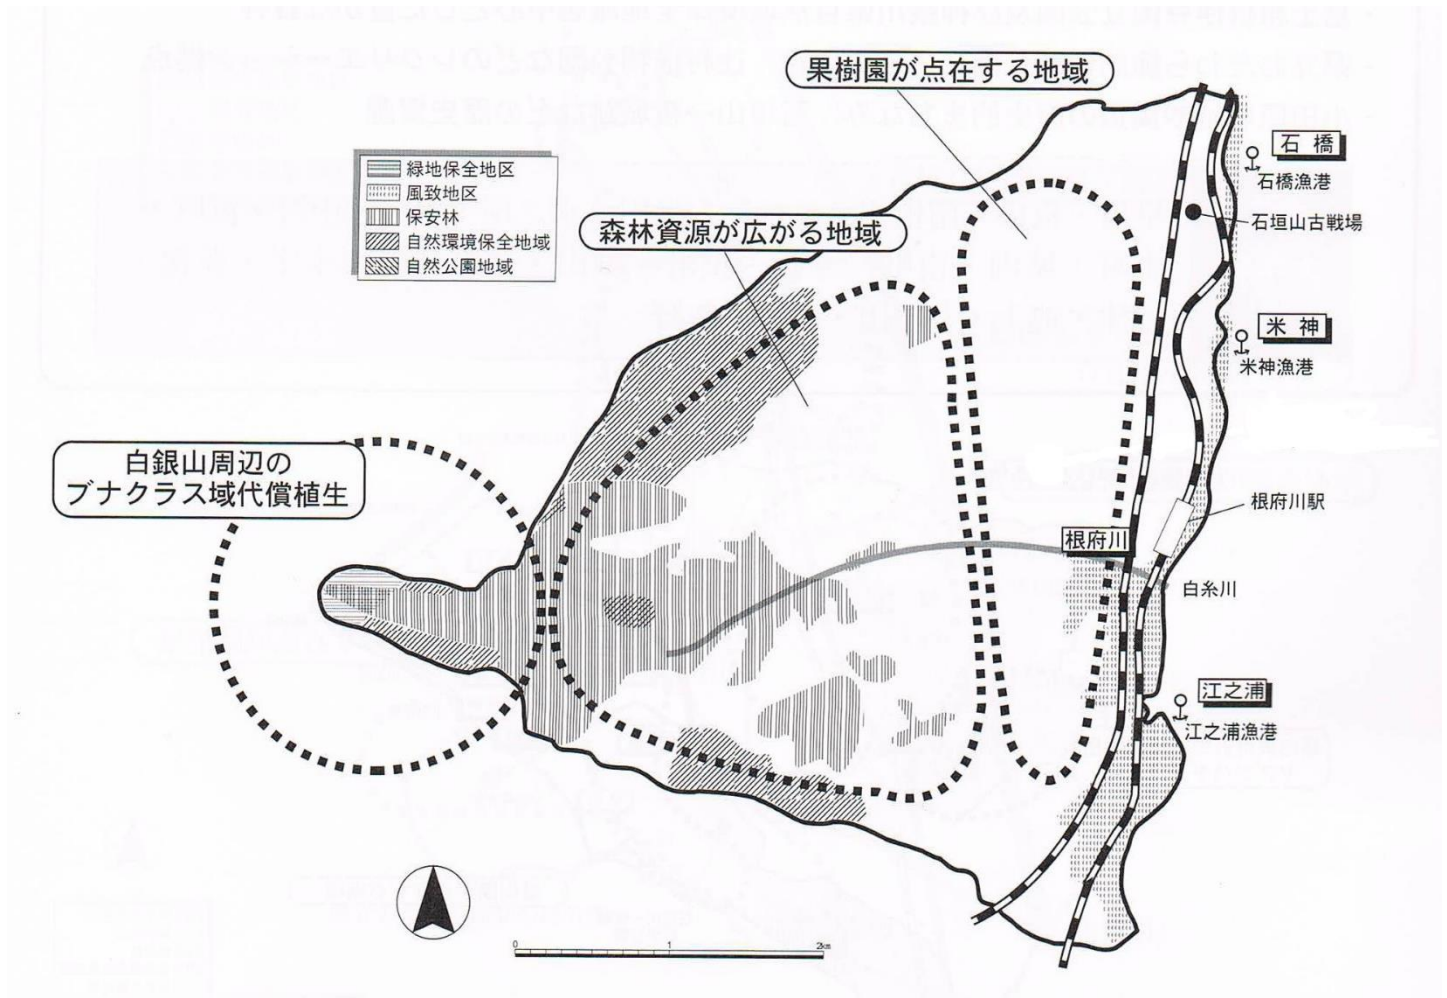 果樹園が点在する地域
石橋
石橋漁港
石垣山古戦場
緑地保全地区
風致地区
保安林
自然環境保全地域
自然公園地域
森林資源が広がる地域
米神
米神漁港
白銀山周辺の
ブナクラス域代償植生
根府川駅
根府川
白糸川
江之浦
江之浦漁港
0 1 2km